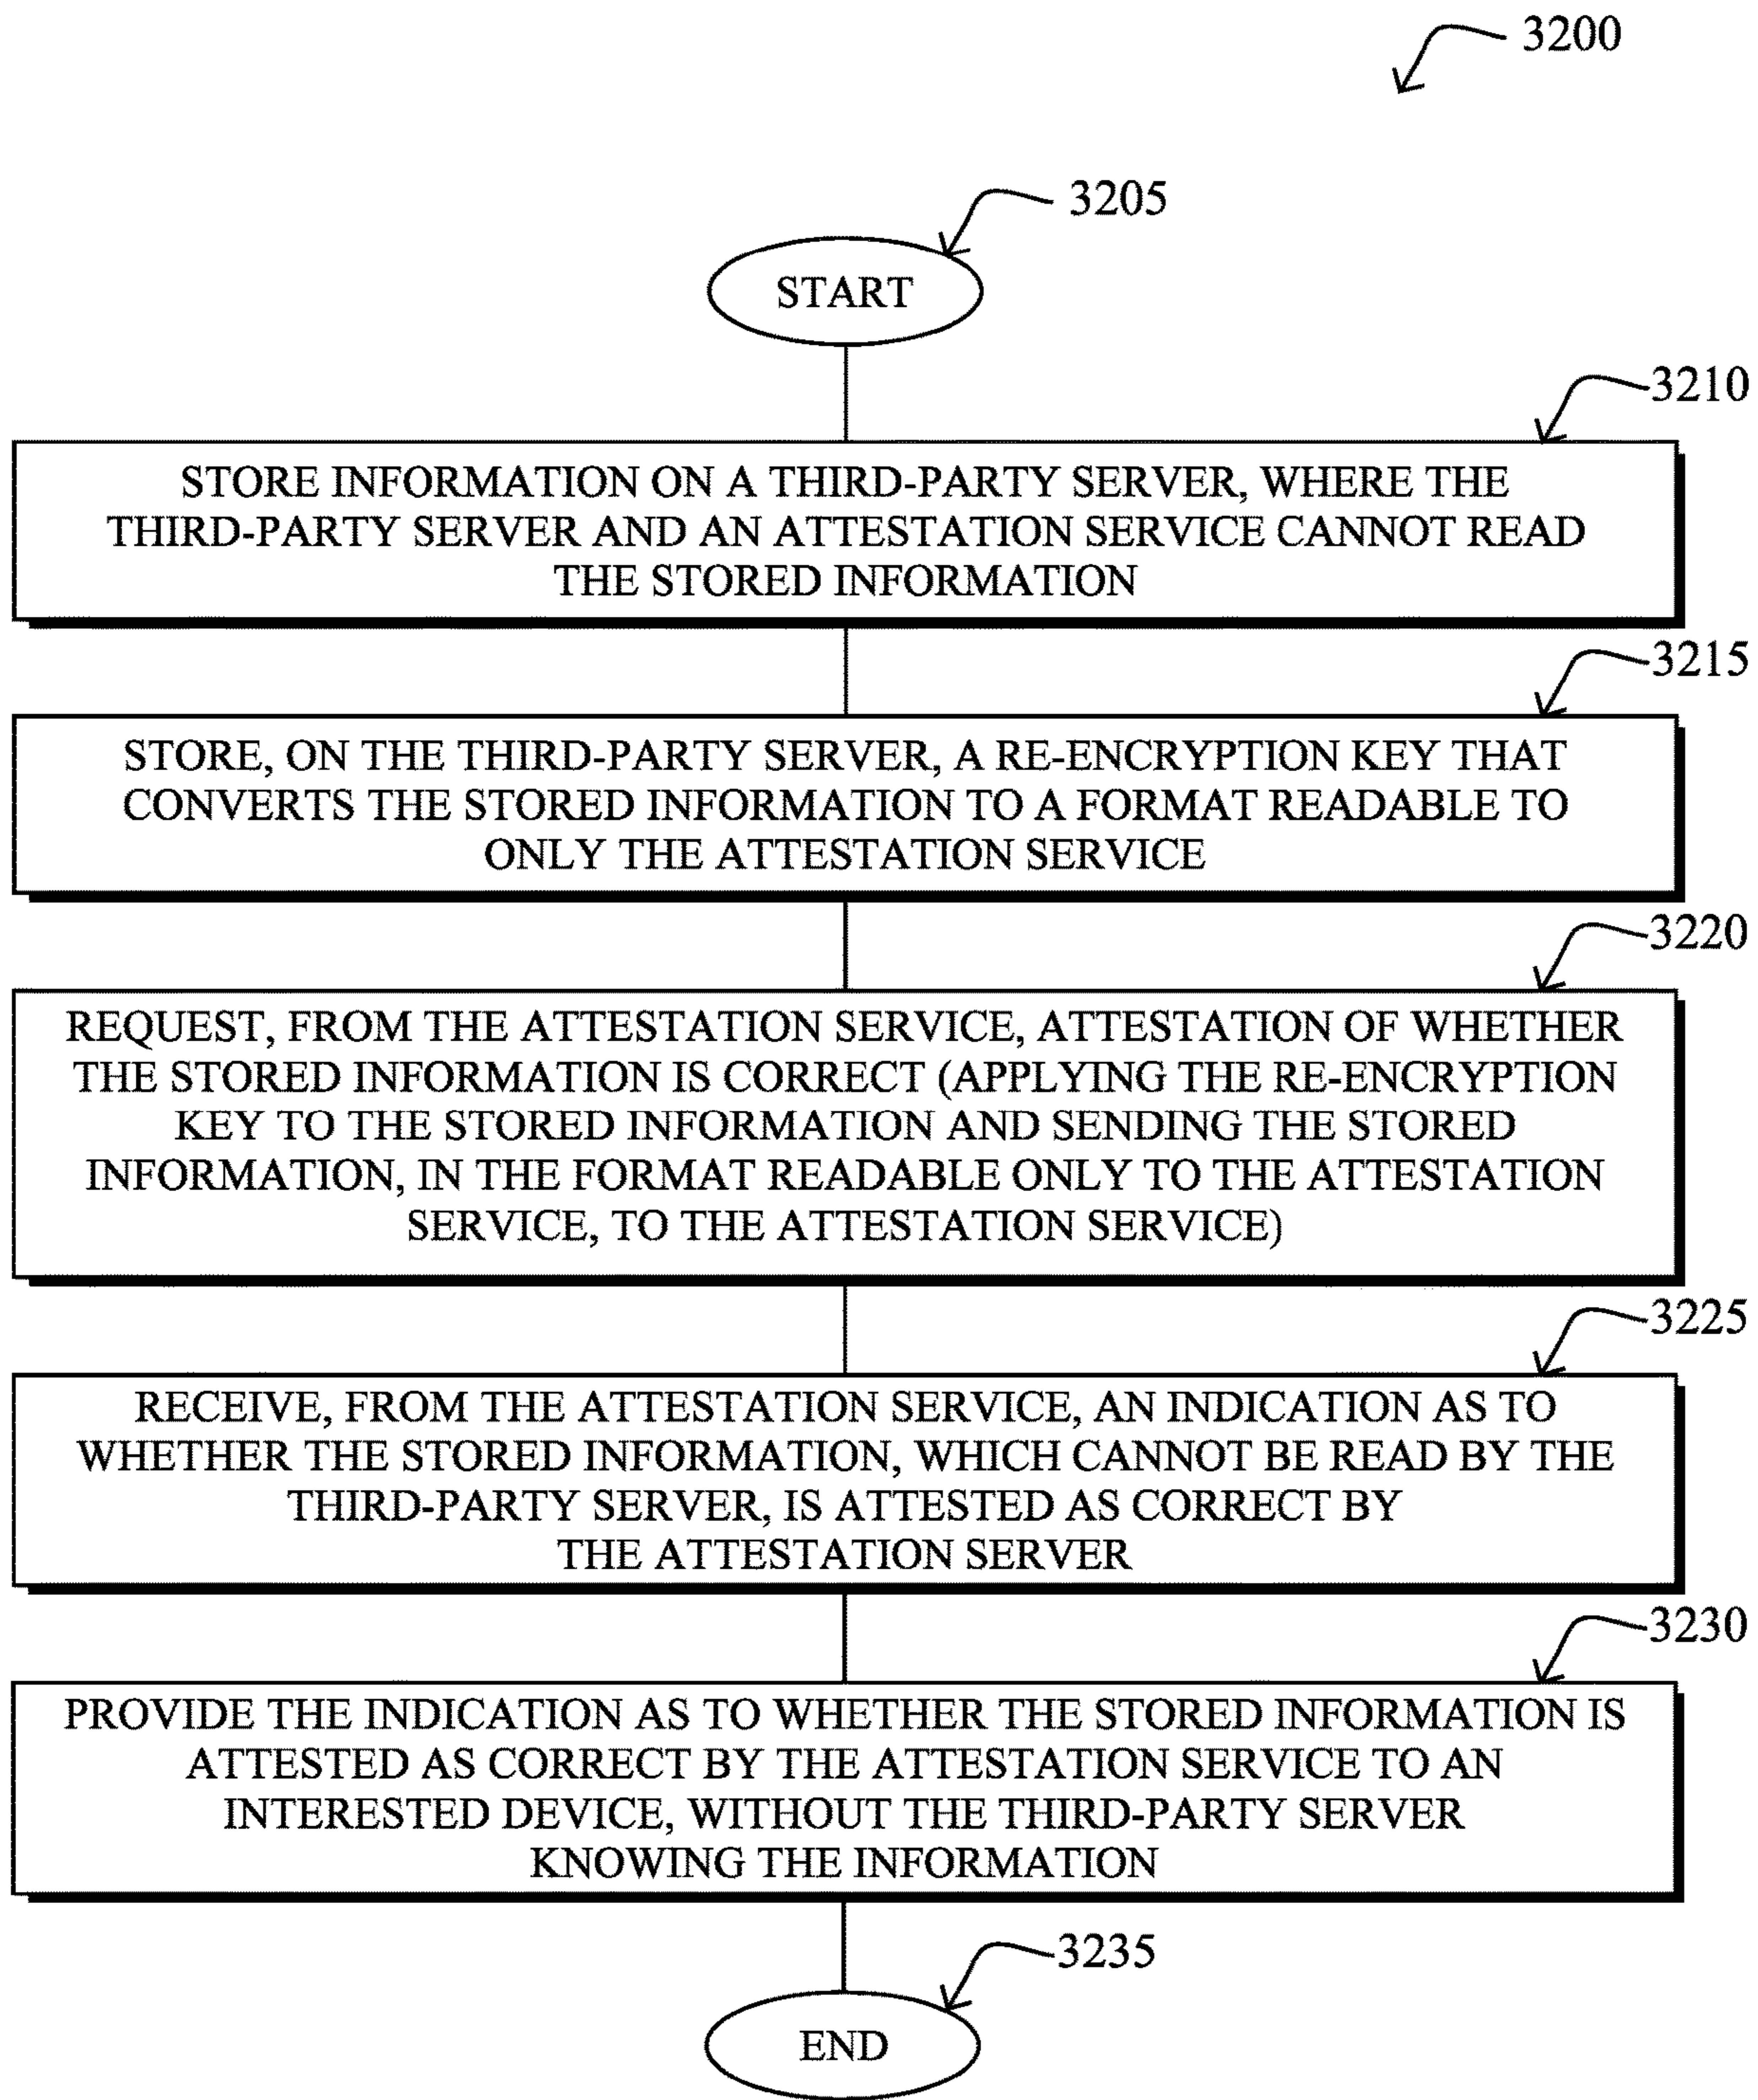 3200
3205
START
3210
STORE INFORMATION ON A THIRD-PARTY SERVER, WHERE THE
THIRD-PARTY SERVER AND AN ATTESTATION SERVICE CANNOT READ
THE STORED INFORMATION
3215
STORE, ON THE THIRD-PARTY SERVER, A RE-ENCRYPTION KEY THAT
CONVERTS THE STORED INFORMATION TO A FORMAT READABLE TO
ONLY THE ATTESTATION SERVICE
3220
REQUEST, FROM THE ATTESTATION SERVICE, ATTESTATION OF WHETHER
THE STORED INFORMATION IS CORRECT (APPLYING THE RE-ENCRYPTION
KEY TO THE STORED INFORMATION AND SENDING THE STORED
INFORMATION, IN THE FORMAT READABLE ONLY TO THE ATTESTATION
SERVICE, TO THE ATTESTATION SERVICE)
3225
RECEIVE, FROM THE ATTESTATION SERVICE, AN INDICATION AS TO
WHETHER THE STORED INFORMATION, WHICH CANNOT BE READ BY THE
THIRD-PARTY SERVER, IS ATTESTED AS CORRECT BY
THE ATTESTATION SERVER
3230
PROVIDE THE INDICATION AS TO WHETHER THE STORED INFORMATION IS
ATTESTED AS CORRECT BY THE ATTESTATION SERVICE TO AN
INTERESTED DEVICE, WITHOUT THE THIRD-PARTY SERVER
KNOWING THE INFORMATION
3235
END